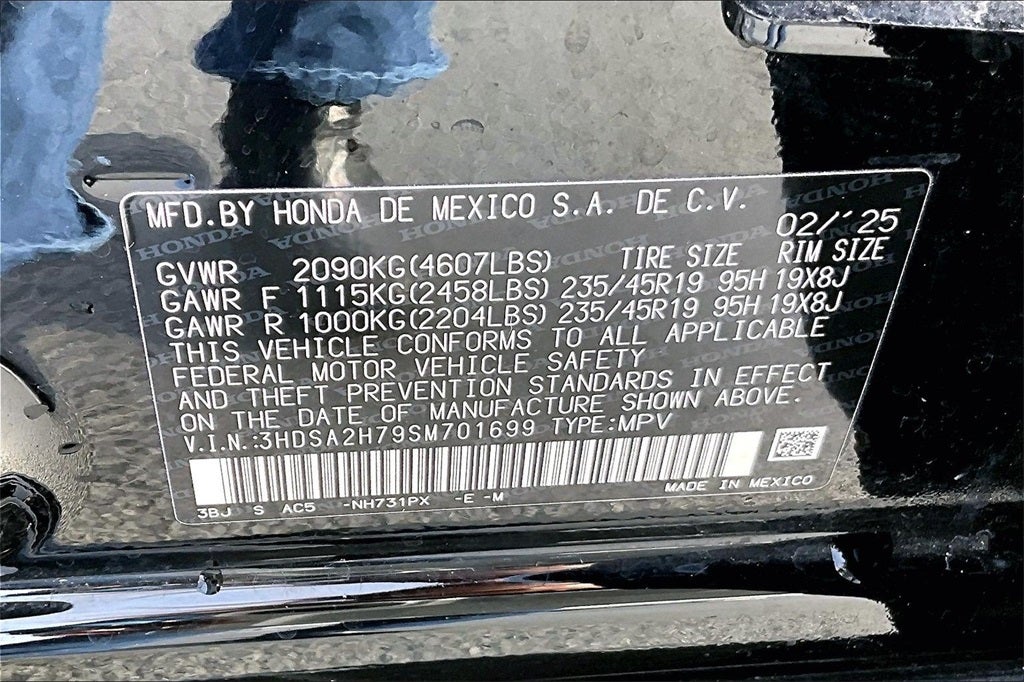 MFD.BY HONDA DE MEXICO S.A. DE C.V.
02/'25
GVWR 2090KG(4607LBS) TIRE SIZE RIM SIZE
GAWR F 1115KG(2458LBS) 235/45R19 95H 19X8J
GAWR R 1000KG(2204LBS) 235/45R19 95H 19X8J
THIS VEHICLE CONFORMS TO ALL APPLICABLE
FEDERAL MOTOR VEHICLE SAFETY
AND THEFT PREVENTION STANDARDS IN EFFECT
ON THE DATE OF MANUFACTURE SHOWN ABOVE.
V.I.N.:3HDSA2H79SM701699 TYPE:MPV
MADE IN MEXICO
3BJ S AC5 -NH731PX -E -M